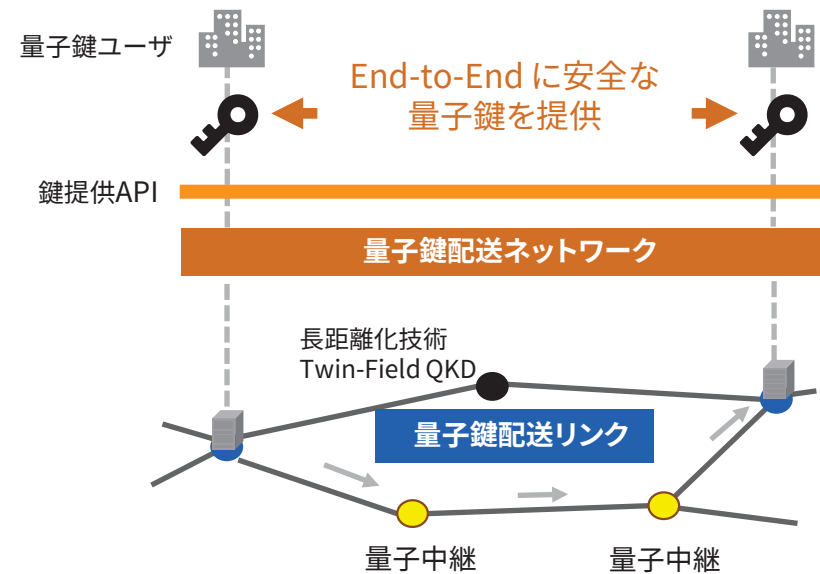 量子鍵ユーザ
End-to-End に安全な
量子鍵を提供
鍵提供API
量子鍵配送ネットワーク
長距離化技術
Twin-Field QKD
量子鍵配送リンク
量子中継
量子中継